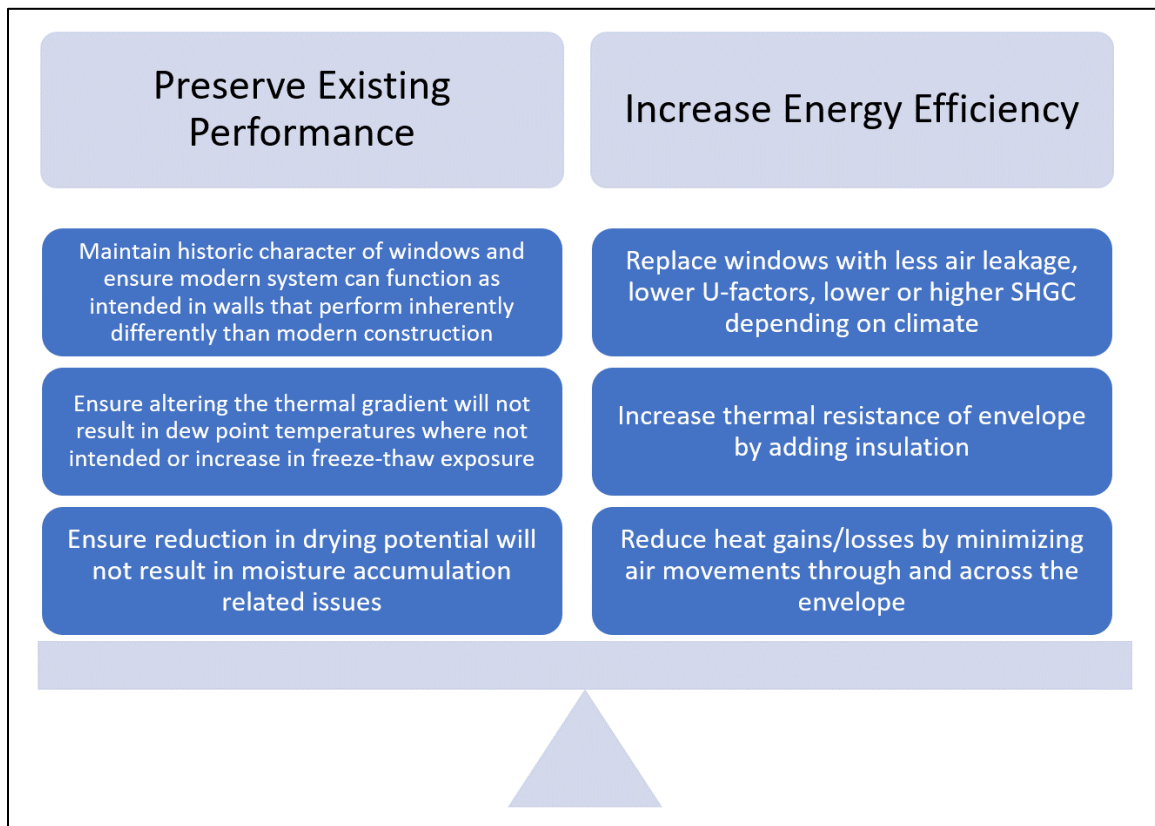 Preserve Existing
Performance
Increase Energy Efficiency
Maintain historic character of windows and
ensure modern system can function as
intended in walls that perform inherently
differently than modern construction
Replace windows with less air leakage,
lower U-factors, lower or higher SHGC
depending on climate
Ensure altering the thermal gradient will not
result in dew point temperatures where not
intended or increase in freeze-thaw exposure
Increase thermal resistance of envelope
by adding insulation
Ensure reduction in drying potential will
not result in moisture accumulation
related issues
Reduce heat gains/losses by minimizing
air movements through and across the
envelope